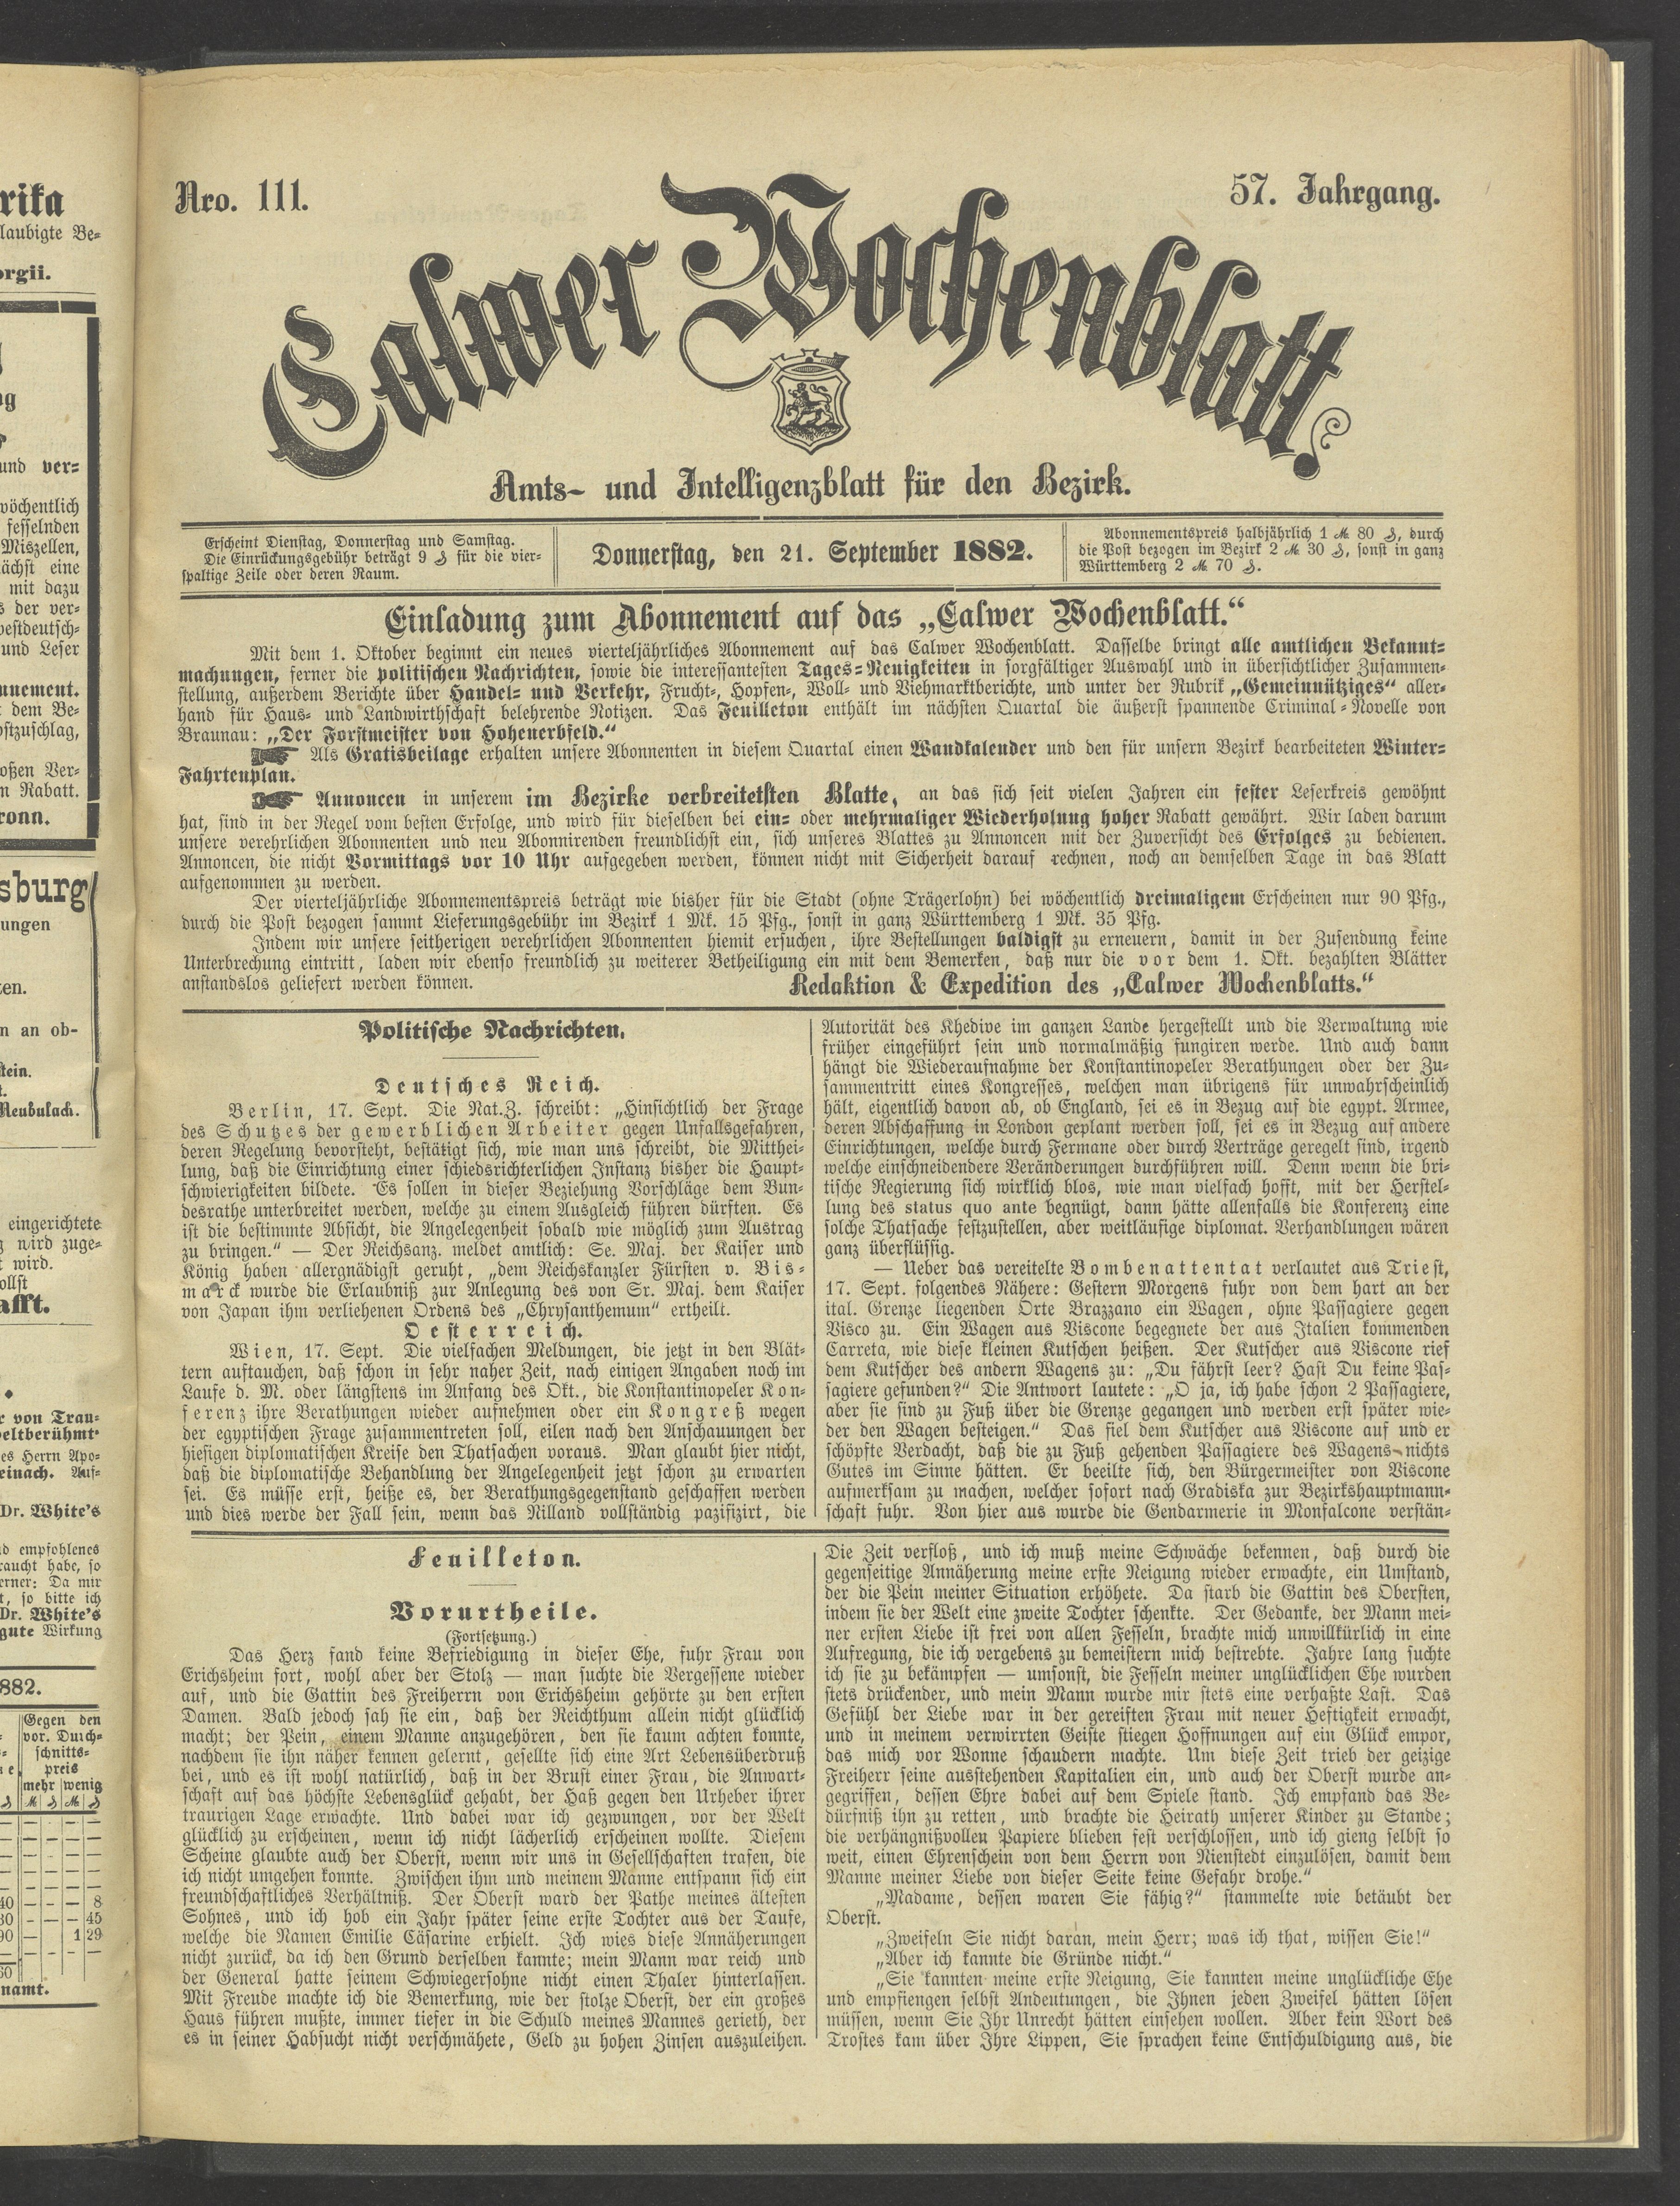 Nro. 111.
57. Jahrgang.
Calwer Wochenblatt
Amts- und Intelligenzblatt für den Bezirk.
Erscheint Dienstag, Donnerstag und Samstag.
Die Einrückungsgebühr beträgt 9 ₰ für die vier-
spaltige Zeile oder deren Raum.
Donnerstag, den 21. September 1882.
Abonnementspreis halbjährlich 1 ℳ 80 ₰, durch
die Post bezogen im Bezirk 2 ℳ 30 ₰, sonst in ganz
Württemberg 2 ℳ 70 ₰.
Einladung zum Abonnement auf das „Calwer Wochenblatt.“
Mit dem 1. Oktober beginnt ein neues vierteljährliches Abonnement auf das Calwer Wochenblatt. Dasselbe bringt alle amtlichen Bekannt-
machungen, ferner die politischen Nachrichten, sowie die interessantesten Tages-Neuigkeiten in sorgfältiger Auswahl und in übersichtlicher Zusammen-
stellung, außerdem Berichte über Handel- und Verkehr, Frucht-, Hopfen-, Woll- und Viehmarktberichte, und unter der Rubrik „Gemeinnütziges“ aller-
hand für Haus- und Landwirthschaft belehrende Notizen. Das Feuilleton enthält im nächsten Quartal die äußerst spannende Criminal-Novelle von
Braunau: „Der Forstmeister von Hohenerbfeld.“
☛ Als Gratisbeilage erhalten unsere Abonnenten in diesem Quartal einen Wandkalender und den für unsern Bezirk bearbeiteten Winter-
Fahrtenplan.
☛ Annoncen in unserem im Bezirke verbreitetsten Blatte, an das sich seit vielen Jahren ein fester Leserkreis gewöhnt
hat, sind in der Regel vom besten Erfolge, und wird für dieselben bei ein- oder mehrmaliger Wiederholung hoher Rabatt gewährt. Wir laden darum
unsere verehrlichen Abonnenten und neu Abonnirenden freundlichst ein, sich unseres Blattes zu Annoncen mit der Zuversicht des Erfolges zu bedienen.
Annoncen, die nicht Vormittags vor 10 Uhr aufgegeben werden, können nicht mit Sicherheit darauf rechnen, noch an demselben Tage in das Blatt
aufgenommen zu werden.
Der vierteljährliche Abonnementspreis beträgt wie bisher für die Stadt (ohne Trägerlohn) bei wöchentlich dreimaligem Erscheinen nur 90 Pfg.,
durch die Post bezogen sammt Lieferungsgebühr im Bezirk 1 Mk. 15 Pfg., sonst in ganz Württemberg 1 Mk. 35 Pfg.
Indem wir unsere seitherigen verehrlichen Abonnenten hiemit ersuchen, ihre Bestellungen baldigst zu erneuern, damit in der Zusendung keine
Unterbrechung eintritt, laden wir ebenso freundlich zu weiterer Betheiligung ein mit dem Bemerken, daß nur die vor dem 1. Okt. bezahlten Blätter
anstandslos geliefert werden können.
Redaktion & Expedition des „Calwer Wochenblatts.“
Politische Nachrichten.
Deutsches Reich.
Berlin, 17. Sept. Die Nat.Z. schreibt: „Hinsichtlich der Frage
des Schutzes der gewerblichen Arbeiter gegen Unfallsgefahren,
deren Regelung bevorsteht, bestätigt sich, wie man uns schreibt, die Mitthei-
lung, daß die Einrichtung einer schiedsrichterlichen Instanz bisher die Haupt-
schwierigkeiten bildete. Es sollen in dieser Beziehung Vorschläge dem Bun-
desrathe unterbreitet werden, welche zu einem Ausgleich führen dürften. Es
ist die bestimmte Absicht, die Angelegenheit sobald wie möglich zum Austrag
zu bringen.“ — Der Reichsanz. meldet amtlich: Se. Maj. der Kaiser und
König haben allergnädigst geruht, „dem Reichskanzler Fürsten v. Bis-
marck wurde die Erlaubniß zur Anlegung des von Sr. Maj. dem Kaiser
von Japan ihm verliehenen Ordens des „Chrysanthemum“ ertheilt.
Oesterreich.
Wien, 17. Sept. Die vielfachen Meldungen, die jetzt in den Blät-
tern auftauchen, daß schon in sehr naher Zeit, nach einigen Angaben noch im
Laufe d. M. oder längstens im Anfang des Okt., die Konstantinopeler Kon-
ferenz ihre Berathungen wieder aufnehmen oder ein Kongreß wegen
der egyptischen Frage zusammentreten soll, eilen nach den Anschauungen der
hiesigen diplomatischen Kreise den Thatsachen voraus. Man glaubt hier nicht,
daß die diplomatische Behandlung der Angelegenheit jetzt schon zu erwarten
sei. Es müsse erst, heiße es, der Berathungsgegenstand geschaffen werden
und dies werde der Fall sein, wenn das Nilland vollständig pazifizirt, die
Autorität des Khedive im ganzen Lande hergestellt und die Verwaltung wie
früher eingeführt sein und normalmäßig fungiren werde. Und auch dann
hängt die Wiederaufnahme der Konstantinopeler Berathungen oder der Zu-
sammentritt eines Kongresses, welchen man übrigens für unwahrscheinlich
hält, eigentlich davon ab, ob England, sei es in Bezug auf die egypt. Armee,
deren Abschaffung in London geplant werden soll, sei es in Bezug auf andere
Einrichtungen, welche durch Fermane oder durch Verträge geregelt sind, irgend
welche einschneidendere Veränderungen durchführen will. Denn wenn die bri-
tische Regierung sich wirklich blos, wie man vielfach hofft, mit der Herstel-
lung des status quo ante begnügt, dann hätte allenfalls die Konferenz eine
solche Thatsache festzustellen, aber weitläufige diplomat. Verhandlungen wären
ganz überflüssig.
— Ueber das vereitelte Bombenattentat verlautet aus Triest,
17. Sept. folgendes Nähere: Gestern Morgens fuhr von dem hart an der
ital. Grenze liegenden Orte Brazzano ein Wagen, ohne Passagiere gegen
Visco zu. Ein Wagen aus Viscone begegnete der aus Italien kommenden
Carreta, wie diese kleinen Kutschen heißen. Der Kutscher aus Viscone rief
dem Kutscher des andern Wagens zu: „Du fährst leer? Hast Du keine Pas-
sagiere gefunden?“ Die Antwort lautete: „O ja, ich habe schon 2 Passagiere,
aber sie sind zu Fuß über die Grenze gegangen und werden erst später wie-
der den Wagen besteigen.“ Das fiel dem Kutscher aus Viscone auf und er
schöpfte Verdacht, daß die zu Fuß gehenden Passagiere des Wagens nichts
Gutes im Sinne hätten. Er beeilte sich, den Bürgermeister von Viscone
aufmerksam zu machen, welcher sofort nach Gradiska zur Bezirkshauptmann-
schaft fuhr. Von hier aus wurde die Gendarmerie in Monfalcone verstän-
Feuilleton.
Vorurtheile.
(Fortsetzung.)
Das Herz fand keine Befriedigung in dieser Ehe, fuhr Frau von
Erichsheim fort, wohl aber der Stolz — man suchte die Vergessene wieder
auf, und die Gattin des Freiherrn von Erichsheim gehörte zu den ersten
Damen. Bald jedoch sah sie ein, daß der Reichthum allein nicht glücklich
macht; der Pein, einem Manne anzugehören, den sie kaum achten konnte,
nachdem sie ihn näher kennen gelernt, gesellte sich eine Art Lebensüberdruß
bei, und es ist wohl natürlich, daß in der Brust einer Frau, die Anwart-
schaft auf das höchste Lebensglück gehabt, der Haß gegen den Urheber ihrer
traurigen Lage erwachte. Und dabei war ich gezwungen, vor der Welt
glücklich zu erscheinen, wenn ich nicht lächerlich erscheinen wollte. Diesem
Scheine glaubte auch der Oberst, wenn wir uns in Gesellschaften trafen, die
ich nicht umgehen konnte. Zwischen ihm und meinem Manne entspann sich ein
freundschaftliches Verhältniß. Der Oberst ward der Pathe meines ältesten
Sohnes, und ich hob ein Jahr später seine erste Tochter aus der Taufe,
welche die Namen Emilie Cäsarine erhielt. Ich wies diese Annäherungen
nicht zurück, da ich den Grund derselben kannte; mein Mann war reich und
der General hatte seinem Schwiegersohne nicht einen Thaler hinterlassen.
Mit Freude machte ich die Bemerkung, wie der stolze Oberst, der ein großes
Haus führen mußte, immer tiefer in die Schuld meines Mannes gerieth, der
es in seiner Habsucht nicht verschmähete, Geld zu hohen Zinsen auszuleihen.
Die Zeit verfloß, und ich muß meine Schwäche bekennen, daß durch die
gegenseitige Annäherung meine erste Neigung wieder erwachte, ein Umstand,
der die Pein meiner Situation erhöhete. Da starb die Gattin des Obersten,
indem sie der Welt eine zweite Tochter schenkte. Der Gedanke, der Mann mei-
ner ersten Liebe ist frei von allen Fesseln, brachte mich unwillkürlich in eine
Aufregung, die ich vergebens zu bemeistern mich bestrebte. Jahre lang suchte
ich sie zu bekämpfen — umsonst, die Fesseln meiner unglücklichen Ehe wurden
stets drückender, und mein Mann wurde mir stets eine verhaßte Last. Das
Gefühl der Liebe war in der gereiften Frau mit neuer Heftigkeit erwacht,
und in meinem verwirrten Geiste stiegen Hoffnungen auf ein Glück empor,
das mich vor Wonne schaudern machte. Um diese Zeit trieb der geizige
Freiherr seine ausstehenden Kapitalien ein, und auch der Oberst wurde an-
gegriffen, dessen Ehre dabei auf dem Spiele stand. Ich empfand das Be-
dürfniß ihn zu retten, und brachte die Heirath unserer Kinder zu Stande;
die verhängnißvollen Papiere blieben fest verschlossen, und ich gieng selbst so
weit, einen Ehrenschein von dem Herrn von Nienstedt einzulösen, damit dem
Manne meiner Liebe von dieser Seite keine Gefahr drohe.“
„Madame, dessen waren Sie fähig?“ stammelte wie betäubt der
Oberst.
„Zweifeln Sie nicht daran, mein Herr; was ich that, wissen Sie!“
„Aber ich kannte die Gründe nicht.“
„Sie kannten meine erste Neigung, Sie kannten meine unglückliche Ehe
und empfiengen selbst Andeutungen, die Ihnen jeden Zweifel hätten lösen
müssen, wenn Sie Ihr Unrecht hätten einsehen wollen. Aber kein Wort des
Trostes kam über Ihre Lippen, Sie sprachen keine Entschuldigung aus, die